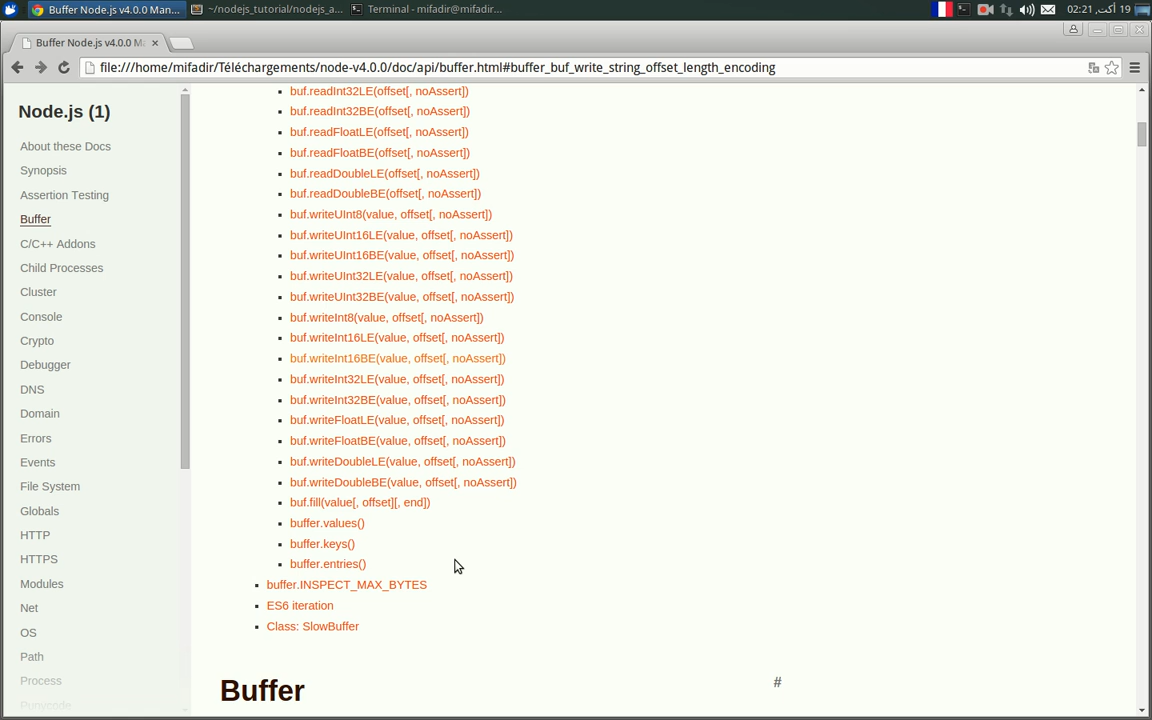 Buffer Node.js v4.0.0 Man...
~/nodejs_tutorial/nodejs_a...
Terminal - mifadir@mifadir...
19 أكت, 02:21
Buffer Node.js v4.0.0 Ma
file:///home/mifadir/Téléchargements/node-v4.0.0/doc/api/buffer.html#buffer_buf_write_string_offset_length_encoding
Node.js (1)
About these Docs
Synopsis
Assertion Testing
Buffer
C/C++ Addons
Child Processes
Cluster
Console
Crypto
Debugger
DNS
Domain
Errors
Events
File System
Globals
HTTP
HTTPS
Modules
Net
OS
Path
Process
Punycode
buf.readInt32LE(offset[, noAssert])
buf.readInt32BE(offset[, noAssert])
buf.readFloatLE(offset[, noAssert])
buf.readFloatBE(offset[, noAssert])
buf.readDoubleLE(offset[, noAssert])
buf.readDoubleBE(offset[, noAssert])
buf.writeUInt8(value, offset[, noAssert])
buf.writeUInt16LE(value, offset[, noAssert])
buf.writeUInt16BE(value, offset[, noAssert])
buf.writeUInt32LE(value, offset[, noAssert])
buf.writeUInt32BE(value, offset[, noAssert])
buf.writeInt8(value, offset[, noAssert])
buf.writeInt16LE(value, offset[, noAssert])
buf.writeInt16BE(value, offset[, noAssert])
buf.writeInt32LE(value, offset[, noAssert])
buf.writeInt32BE(value, offset[, noAssert])
buf.writeFloatLE(value, offset[, noAssert])
buf.writeFloatBE(value, offset[, noAssert])
buf.writeDoubleLE(value, offset[, noAssert])
buf.writeDoubleBE(value, offset[, noAssert])
buf.fill(value[, offset][, end])
buffer.values()
buffer.keys()
buffer.entries()
buffer.INSPECT_MAX_BYTES
ES6 iteration
Class: SlowBuffer
Buffer
#